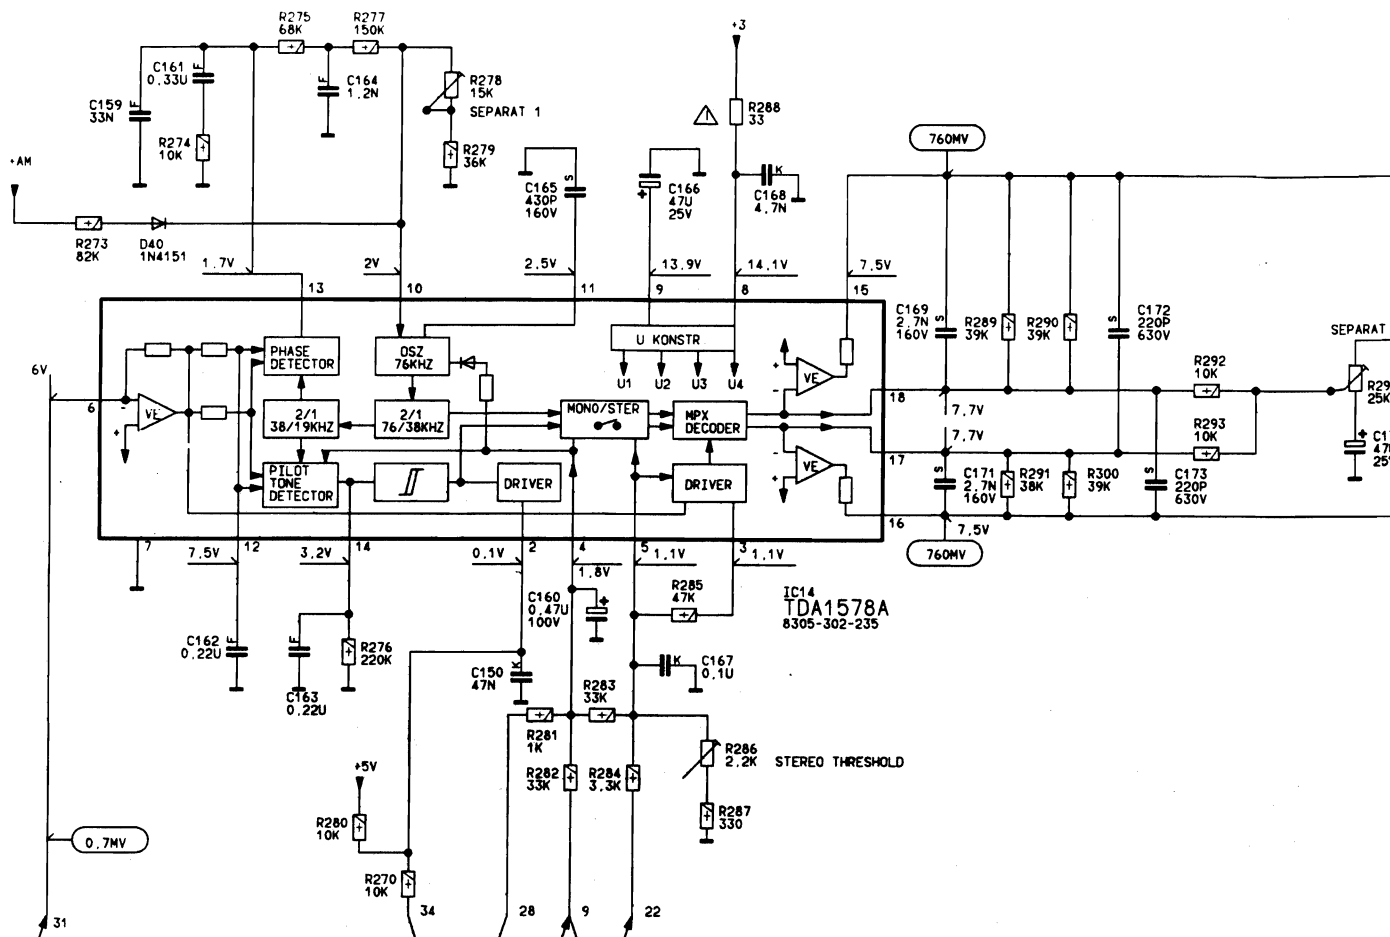 R275
68K
R277
150K
+3
C161
0,33U
F
C164
1,2N
F
R278
15K
SEPARAT 1
C159
33N
F
R274
10K
R279
36K
R288
33
760MV
+AM
C165
430P
160V
S
C166
47U
25V
+
C168
4,7N
K
R273
82K
D40
1N4151
1,7V
2V
2,5V
13,9V
14,1V
7,5V
13
10
11
9
8
15
C169
2,7N
160V
S
R289
39K
R290
39K
C172
220P
630V
S
SEPARAT
PHASE
DETECTOR
OSZ
76KHZ
U KONSTR.
U1
U2
U3
U4
+
VE
-
R292
10K
R29
25K
6V
6
-
VE
+
2/1
38/19KHZ
2/1
76/38KHZ
MONO/STER
MPX
DECODER
18
7,7V
7,7V
R293
10K
17
PILOT
TONE
DETECTOR
DRIVER
DRIVER
-
VE
+
C171
2,7N
160V
S
R291
38K
R300
39K
C173
220P
630V
S
+
C17
47
25
16
7,5V
760MV
7
12
14
2
4
5
3
7,5V
3,2V
0,1V
1,8V
1,1V
1,1V
IC14
TDA1578A
8305-302-235
C160
0,47U
100V
+
R285
47K
C162
0,22U
F
F
C163
0,22U
R276
220K
C150
47N
K
C167
0,1U
K
R283
33K
R281
1K
R286
2,2K
STEREO THRESHOLD
R282
33K
R284
3,3K
R287
330
+5V
R280
10K
0,7MV
R270
10K
31
34
28
9
22